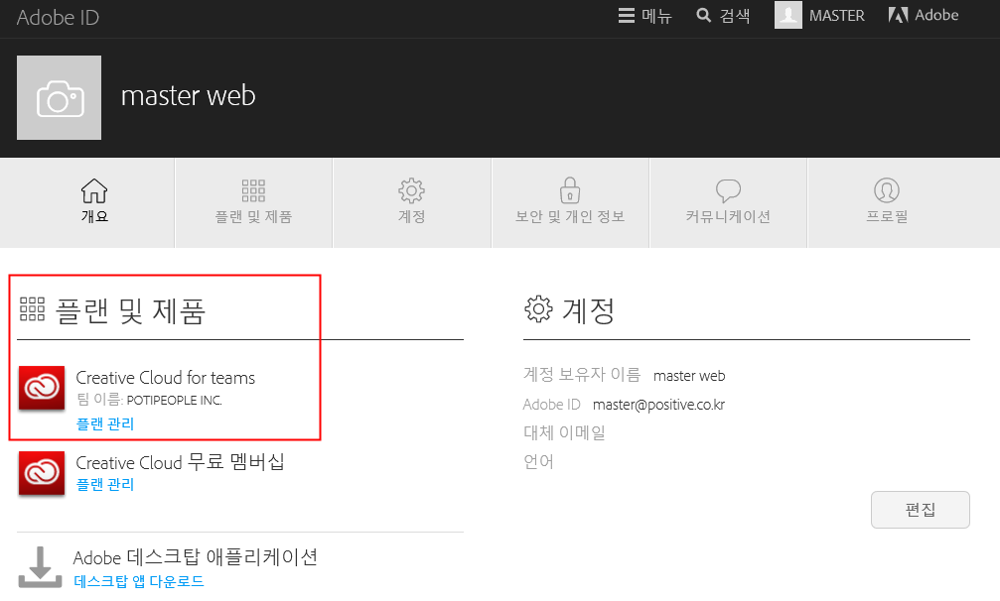 Adobe ID
메뉴
검색
MASTER
Adobe
master web
개요
플랜 및 제품
계정
보안 및 개인 정보
커뮤니케이션
프로필
플랜 및 제품
Creative Cloud for teams
팀 이름: POTIPEOPLE INC.
플랜 관리
Creative Cloud 무료 멤버십
플랜 관리
Adobe 데스크탑 애플리케이션
데스크탑 앱 다운로드
계정
계정 보유자 이름 master web
Adobe ID master@positive.co.kr
대체 이메일
언어
편집